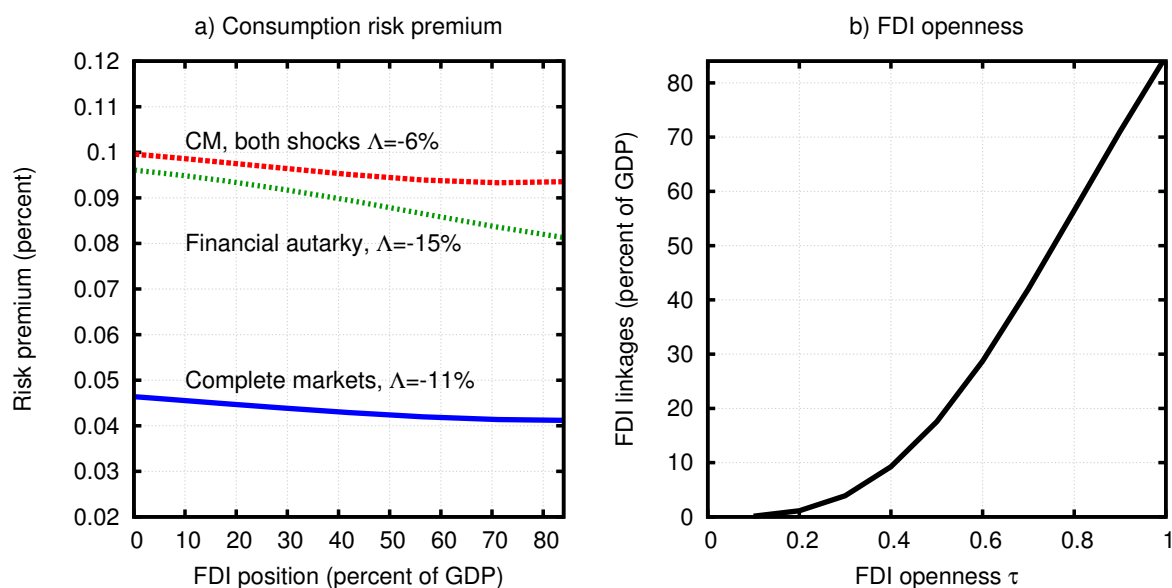 a) Consumption risk premium
Risk premium (percent)
0.12
0.11
0.1
0.09
0.08
0.07
0.06
0.05
0.04
0.03
0.02
CM, both shocks Λ=-6%
Financial autarky, Λ=-15%
Complete markets, Λ=-11%
0 10 20 30 40 50 60 70 80
FDI position (percent of GDP)
b) FDI openness
FDI linkages (percent of GDP)
80
70
60
50
40
30
20
10
0
0 0.2 0.4 0.6 0.8 1
FDI openness τ